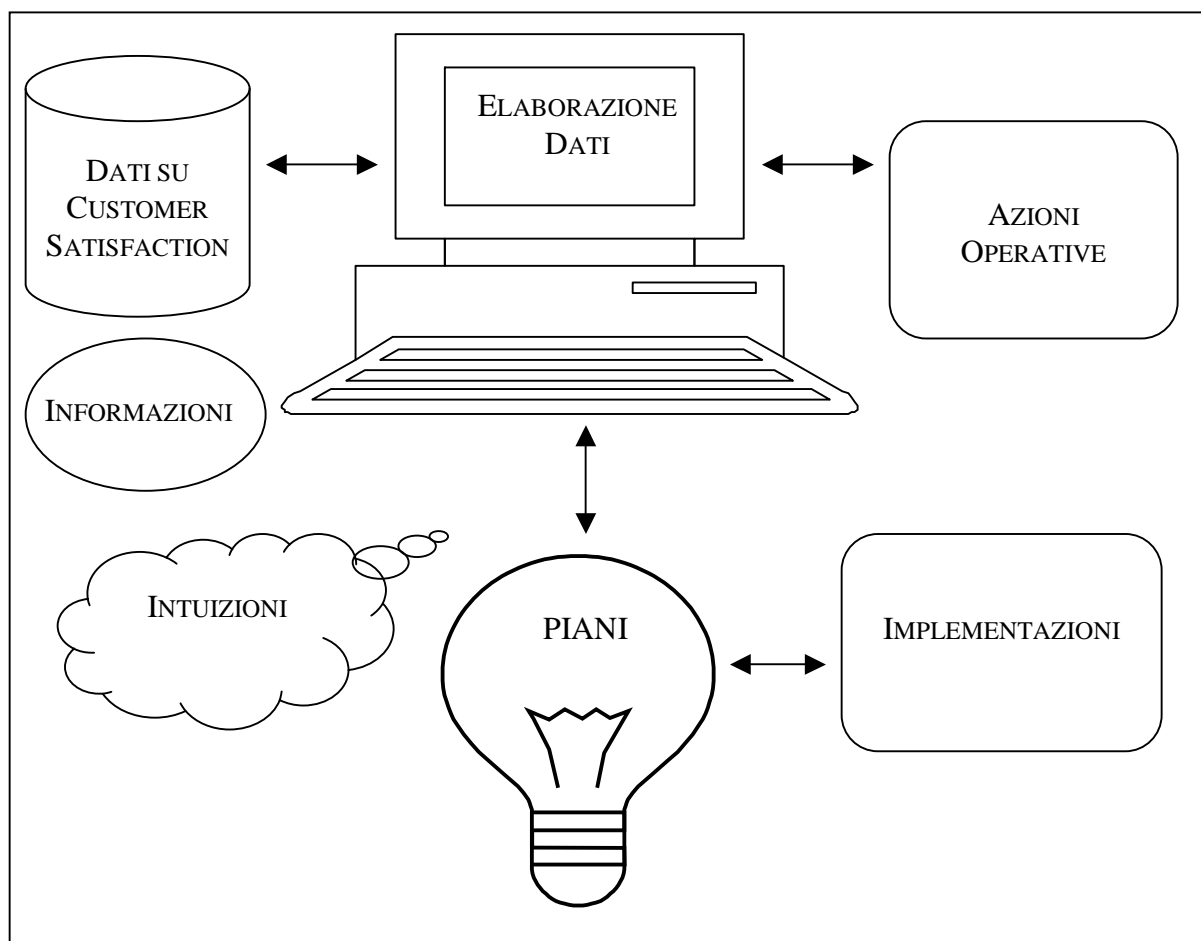 ELABORAZIONE
DATI
DATI SU
CUSTOMER
SATISFACTION
AZIONI
OPERATIVE
INFORMAZIONI
INTUIZIONI
PIANI
IMPLEMENTAZIONI